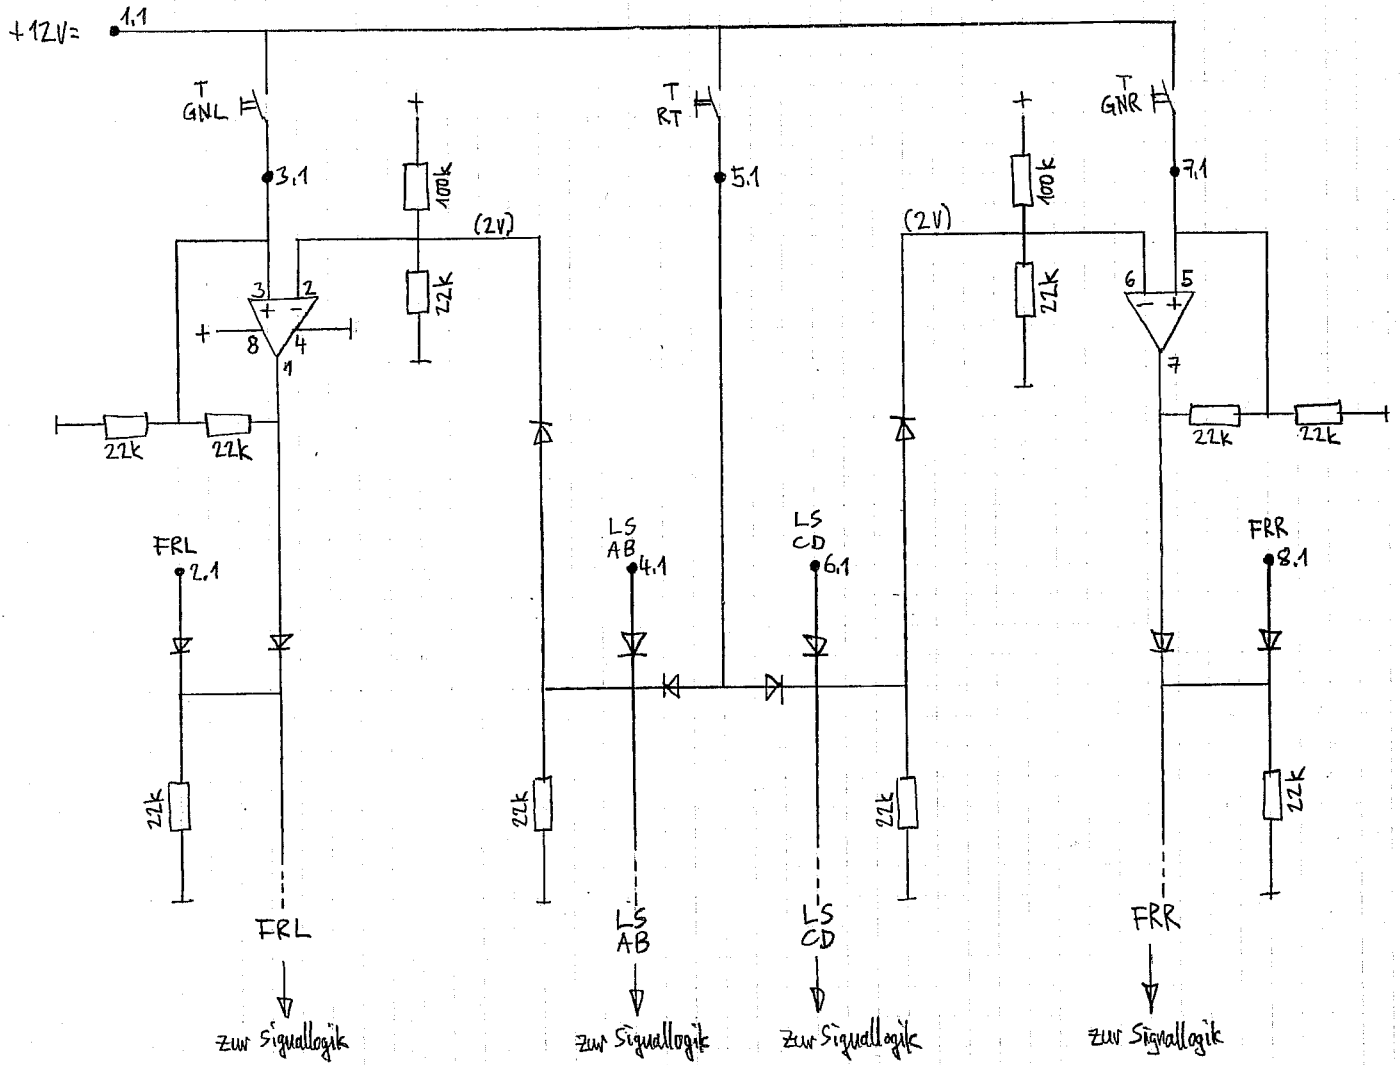 +12V=
1.1
T
GNL
T
RT
T
GNR
+
+
3.1
100k
5.1
100k
7.1
(2V)
(2V)
22k
22k
3
2
+
-
+
8
4
1
6
5
-
+
7
22k
22k
22k
22k
FRL
2.1
LS
AB
4.1
LS
CD
6.1
FRR
8.1
22k
22k
22k
22k
FRL
LS
AB
LS
CD
FRR
zur Signallogik
zur Signallogik
zur Signallogik
zur Signallogik